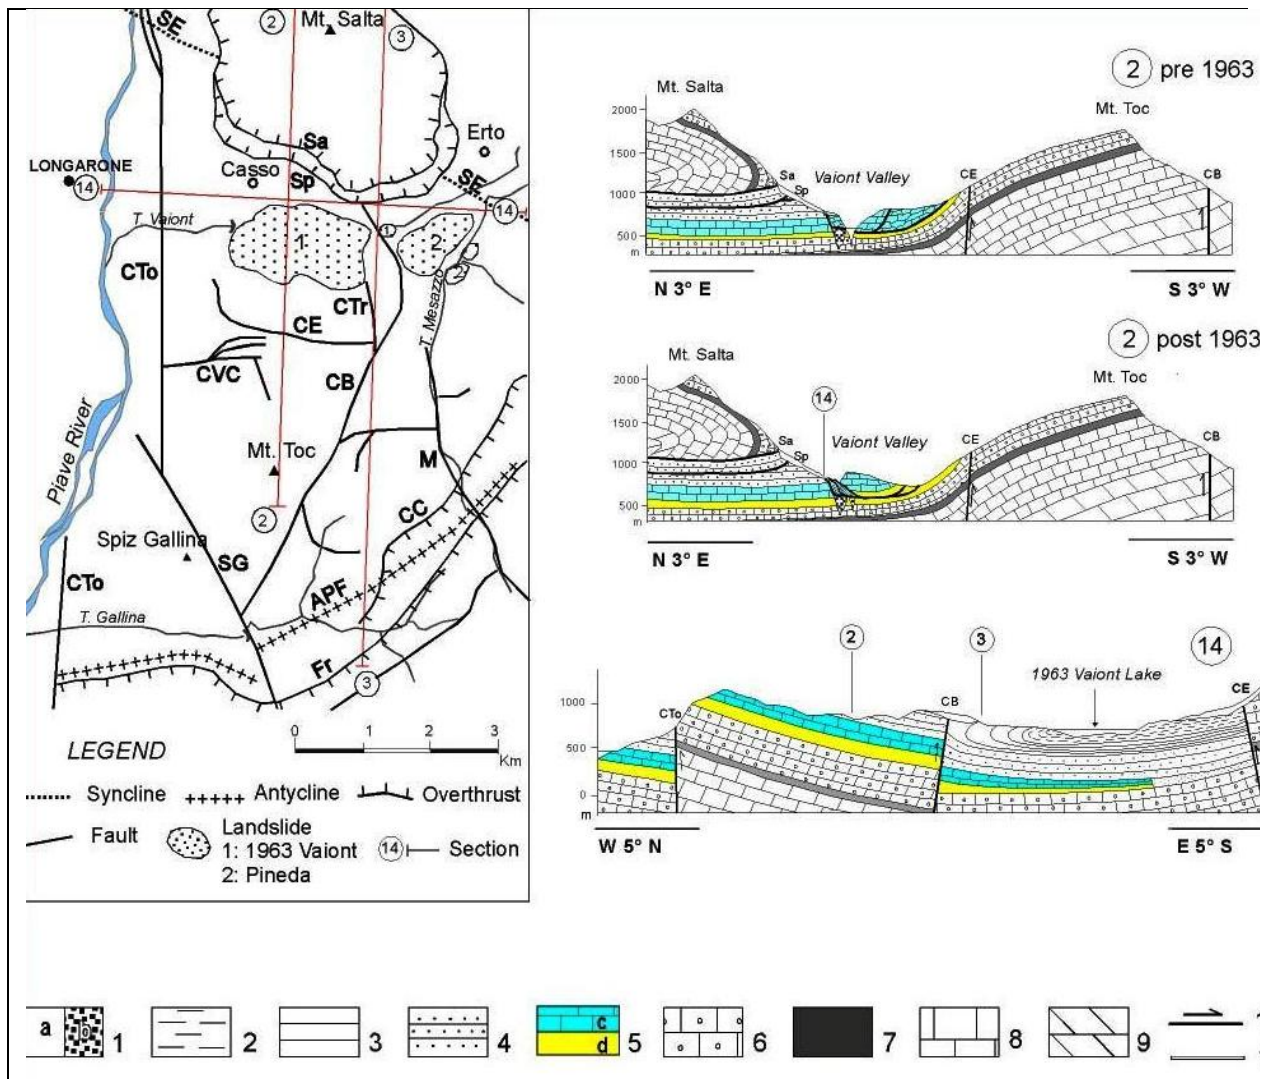 SE
2
Mt. Salta
3
Erto
Sa
LONGARONE
Casso
Sp
SE
14
14
T. Vaiont
1
1
2
CTo
CTr
T. Mesazzo
CE
CVC
CB
Piave River
Mt. Toc
M
2
CC
Spiz Gallina
SG
CTo
APF
T. Gallina
Fr
3
0 1 2 3
Km
LEGEND
Syncline
Antycline
Overthrust
Fault
Landslide
1: 1963 Vaiont
2: Pineda
14
Section
2 pre 1963
Mt. Salta
Mt. Toc
2000
1500
1000
500
m
Sa
Sp
Vaiont Valley
CE
CB
N 3° E
S 3° W
2 post 1963
Mt. Salta
Mt. Toc
14
2000
1500
1000
500
m
Sa
Sp
Vaiont Valley
CE
CB
N 3° E
S 3° W
2
3
14
1963 Vaiont Lake
CTo
CB
CE
1000
500
0
m
W 5° N
E 5° S
a b 1
2
3
4
c d 5
6
7
8
9